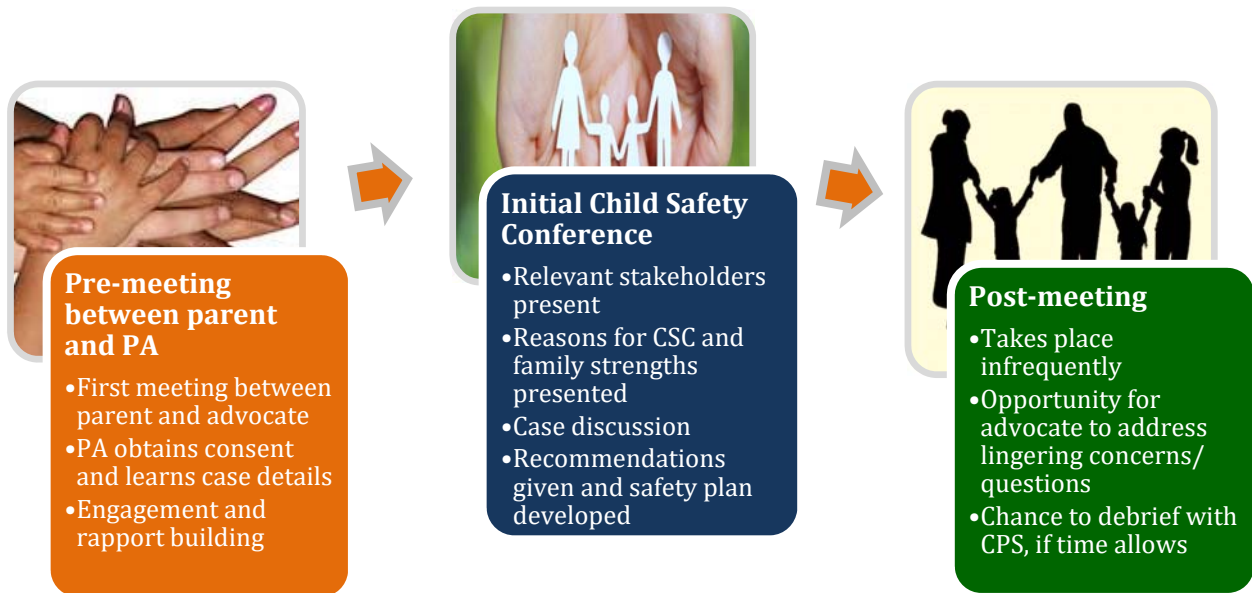 Pre-meeting
between parent
and PA
•First meeting between
parent and advocate
•PA obtains consent
and learns case details
•Engagement and
rapport building
Initial Child Safety
Conference
•Relevant stakeholders
present
•Reasons for CSC and
family strengths
presented
•Case discussion
•Recommendations
given and safety plan
developed
Post-meeting
•Takes place
infrequently
•Opportunity for
advocate to address
lingering concerns/
questions
•Chance to debrief with
CPS, if time allows